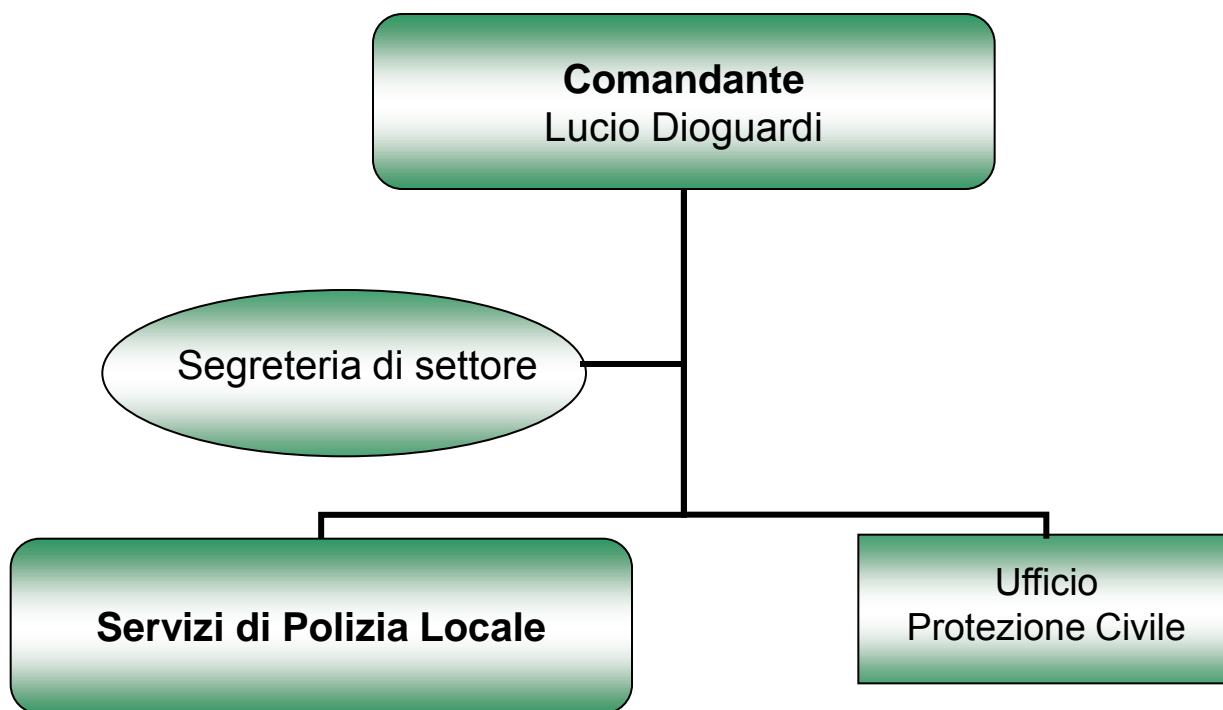 Comandante
Lucio Dioguardi
Segreteria di settore
Servizi di Polizia Locale
Ufficio
Protezione Civile